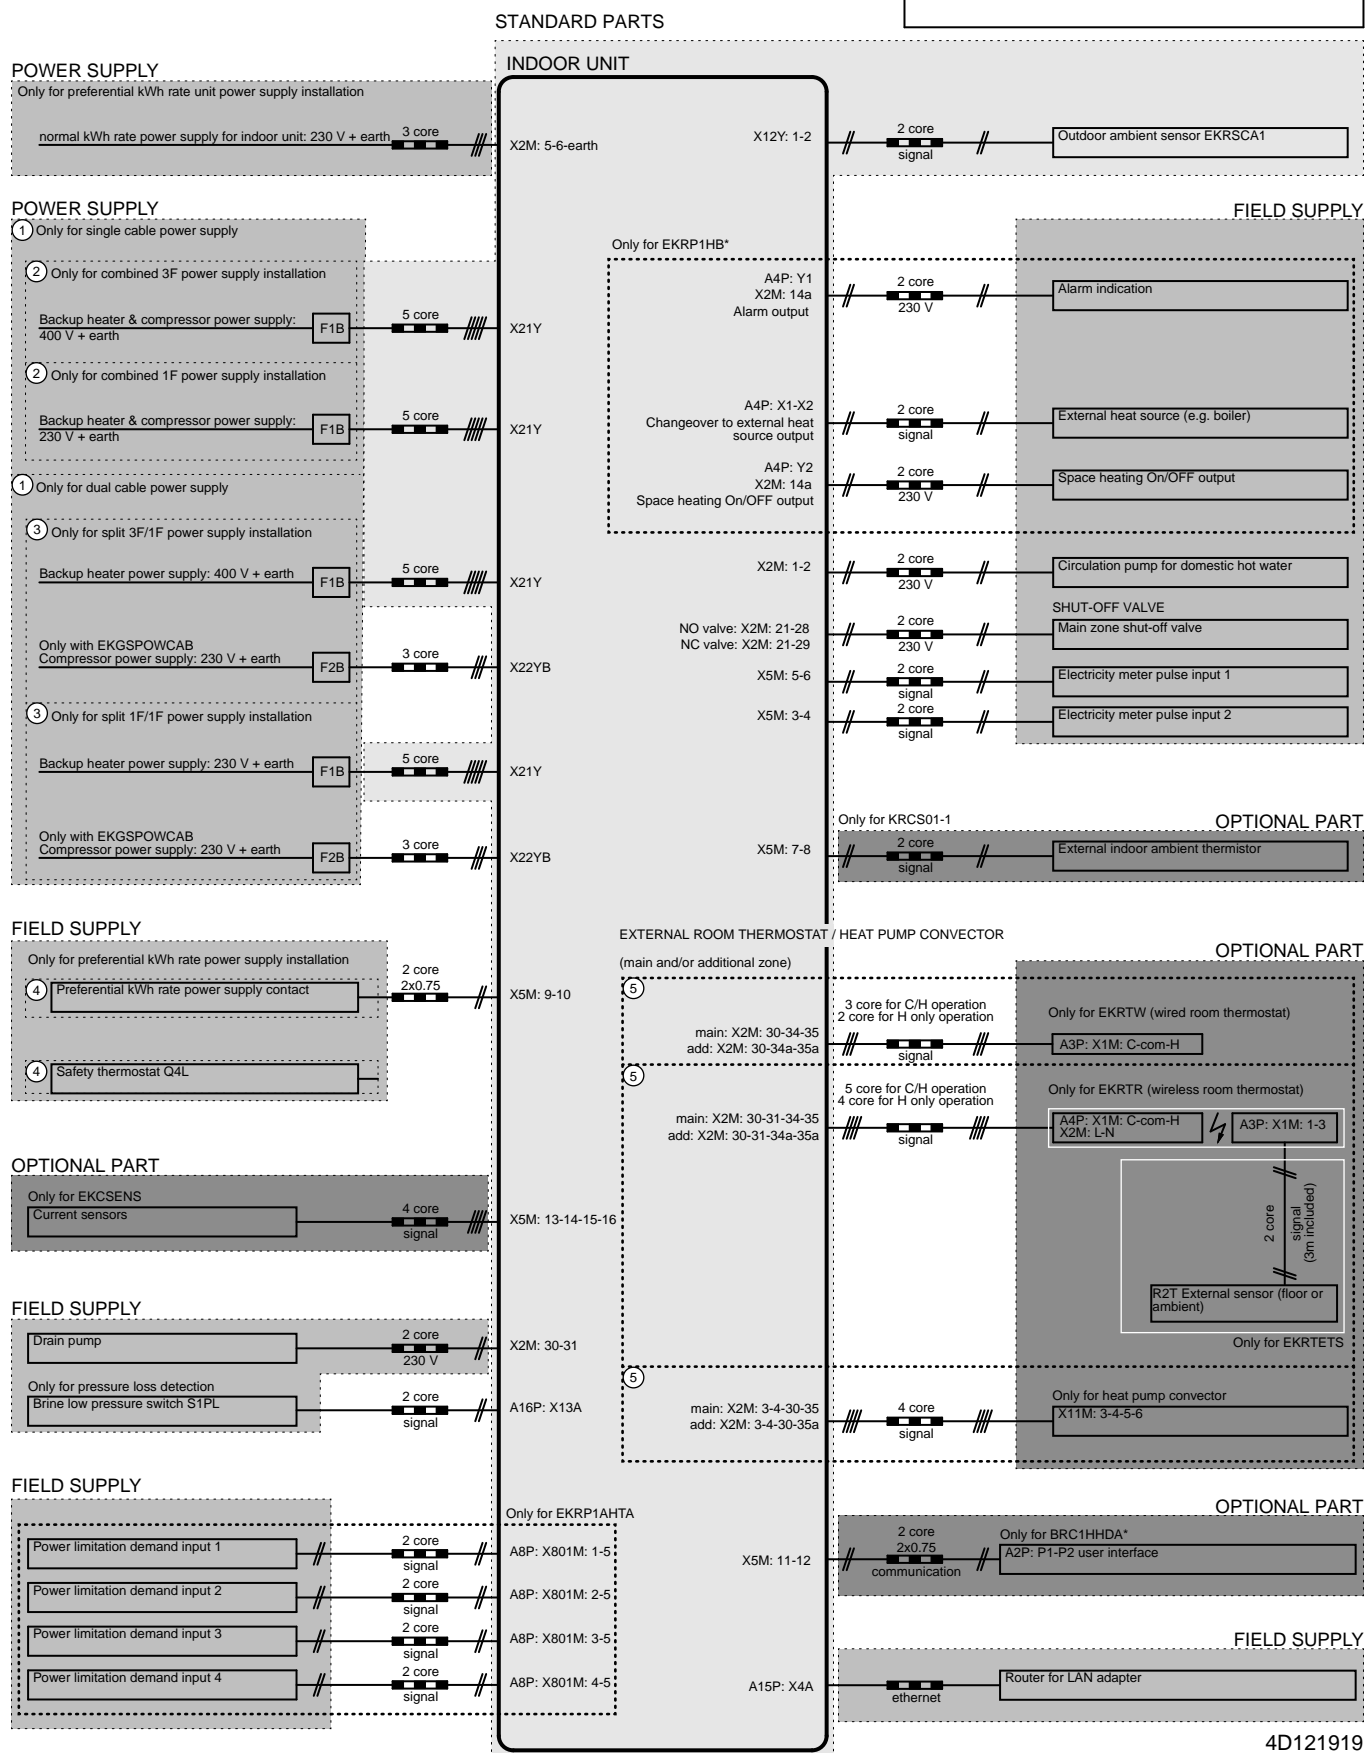 STANDARD PARTS
POWER SUPPLY
Only for preferential kWh rate unit power supply installation
normal kWh rate power supply for indoor unit: 230 V + earth
3 core
POWER SUPPLY
1 Only for single cable power supply
2 Only for combined 3F power supply installation
Backup heater & compressor power supply:
400 V + earth
F1B
5 core
2 Only for combined 1F power supply installation
Backup heater & compressor power supply:
230 V + earth
F1B
5 core
1 Only for dual cable power supply
3 Only for split 3F/1F power supply installation
Backup heater power supply: 400 V + earth
F1B
5 core
Only with EKGSPOWCAB
Compressor power supply: 230 V + earth
F2B
3 core
3 Only for split 1F/1F power supply installation
Backup heater power supply: 230 V + earth
F1B
5 core
Only with EKGSPOWCAB
Compressor power supply: 230 V + earth
F2B
3 core
FIELD SUPPLY
Only for preferential kWh rate power supply installation
4 Preferential kWh rate power supply contact
2 core
2x0.75
4 Safety thermostat Q4L
OPTIONAL PART
Only for EKCSENS
Current sensors
4 core
signal
FIELD SUPPLY
Drain pump
2 core
230 V
Only for pressure loss detection
Brine low pressure switch S1PL
2 core
signal
FIELD SUPPLY
Power limitation demand input 1
2 core
signal
Power limitation demand input 2
2 core
signal
Power limitation demand input 3
2 core
signal
Power limitation demand input 4
2 core
signal
INDOOR UNIT
X2M: 5-6-earth
X21Y
X21Y
X21Y
X22YB
X21Y
X22YB
X5M: 9-10
X5M: 13-14-15-16
X2M: 30-31
A16P: X13A
Only for EKRP1AHTA
A8P: X801M: 1-5
A8P: X801M: 2-5
A8P: X801M: 3-5
A8P: X801M: 4-5
X12Y: 1-2
2 core
signal
Outdoor ambient sensor EKRSCA1
FIELD SUPPLY
Only for EKRP1HB*
A4P: Y1
X2M: 14a
Alarm output
2 core
230 V
Alarm indication
A4P: X1-X2
Changeover to external heat
source output
2 core
signal
External heat source (e.g. boiler)
A4P: Y2
X2M: 14a
Space heating On/OFF output
2 core
230 V
Space heating On/OFF output
X2M: 1-2
2 core
230 V
Circulation pump for domestic hot water
SHUT-OFF VALVE
NO valve: X2M: 21-28
NC valve: X2M: 21-29
2 core
230 V
Main zone shut-off valve
X5M: 5-6
2 core
signal
Electricity meter pulse input 1
X5M: 3-4
2 core
signal
Electricity meter pulse input 2
Only for KRCS01-1
OPTIONAL PART
X5M: 7-8
2 core
signal
External indoor ambient thermistor
EXTERNAL ROOM THERMOSTAT / HEAT PUMP CONVECTOR
(main and/or additional zone)
OPTIONAL PART
5
3 core for C/H operation
2 core for H only operation
main: X2M: 30-34-35
add: X2M: 30-34a-35a
signal
Only for EKRTW (wired room thermostat)
A3P: X1M: C-com-H
5
5 core for C/H operation
4 core for H only operation
main: X2M: 30-31-34-35
add: X2M: 30-31-34a-35a
signal
Only for EKRTR (wireless room thermostat)
A4P: X1M: C-com-H
X2M: L-N
A3P: X1M: 1-3
2 core
signal
(3m included)
R2T External sensor (floor or
ambient)
Only for EKRTETS
5
main: X2M: 3-4-30-35
add: X2M: 3-4-30-35a
4 core
signal
Only for heat pump convector
X11M: 3-4-5-6
OPTIONAL PART
X5M: 11-12
2 core
2x0.75
communication
Only for BRC1HHDA*
A2P: P1-P2 user interface
FIELD SUPPLY
A15P: X4A
ethernet
Router for LAN adapter
4D121919